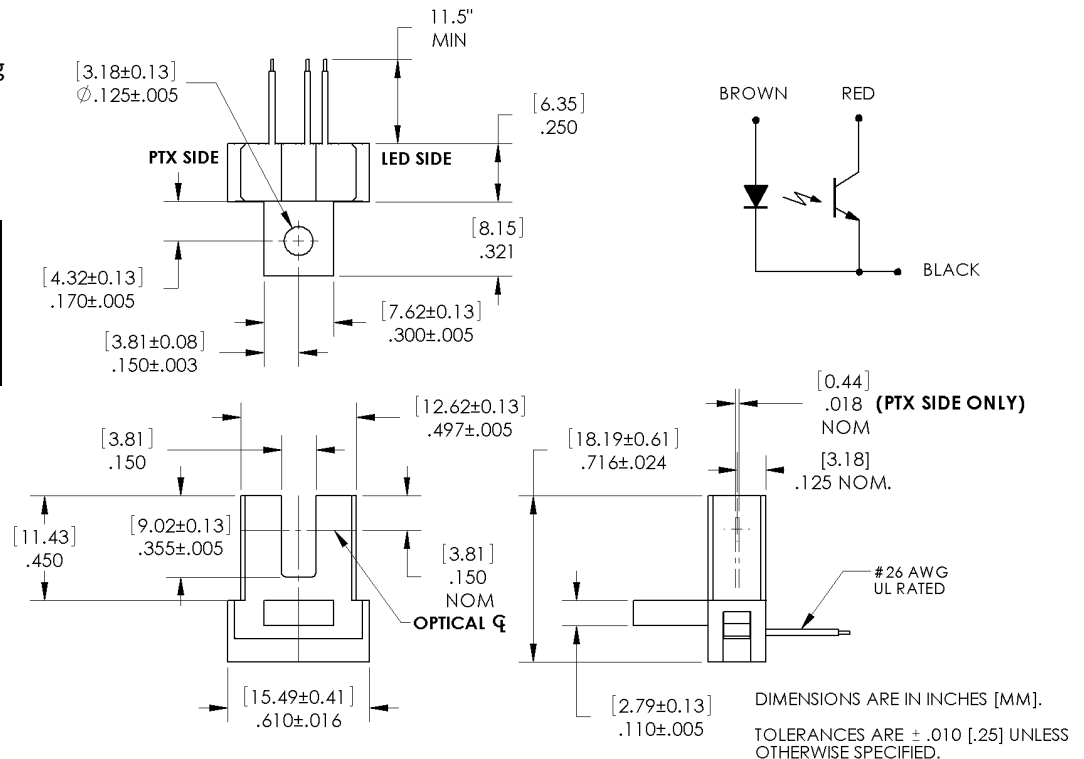 g
11.5"
MIN
[3.18±0.13]
∅.125±.005
[6.35]
.250
PTX SIDE
LED SIDE
[8.15]
.321
[4.32±0.13]
.170±.005
[7.62±0.13]
.300±.005
[3.81±0.08]
.150±.003
BROWN
RED
BLACK
[12.62±0.13]
.497±.005
[3.81]
.150
[11.43]
.450
[9.02±0.13]
.355±.005
[3.81]
.150
NOM
OPTICAL ℄
[15.49±0.41]
.610±.016
[0.44]
.018 (PTX SIDE ONLY)
NOM
[18.19±0.61]
.716±.024
[3.18]
.125 NOM.
#26 AWG
UL RATED
[2.79±0.13]
.110±.005
DIMENSIONS ARE IN INCHES [MM].
TOLERANCES ARE ± .010 [.25] UNLESS
OTHERWISE SPECIFIED.